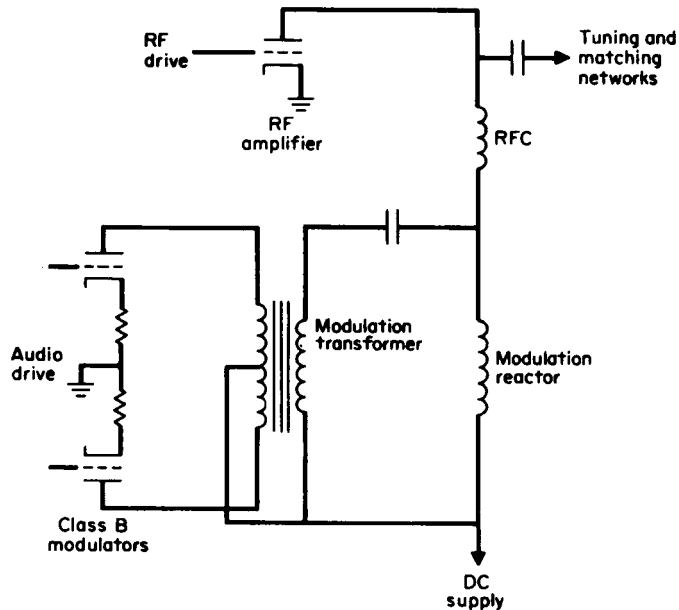 RF
drive
RF
amplifier
Tuning and
matching
networks
RFC
Modulation
transformer
Modulation
reactor
Audio
drive
Class B
modulators
DC
supply